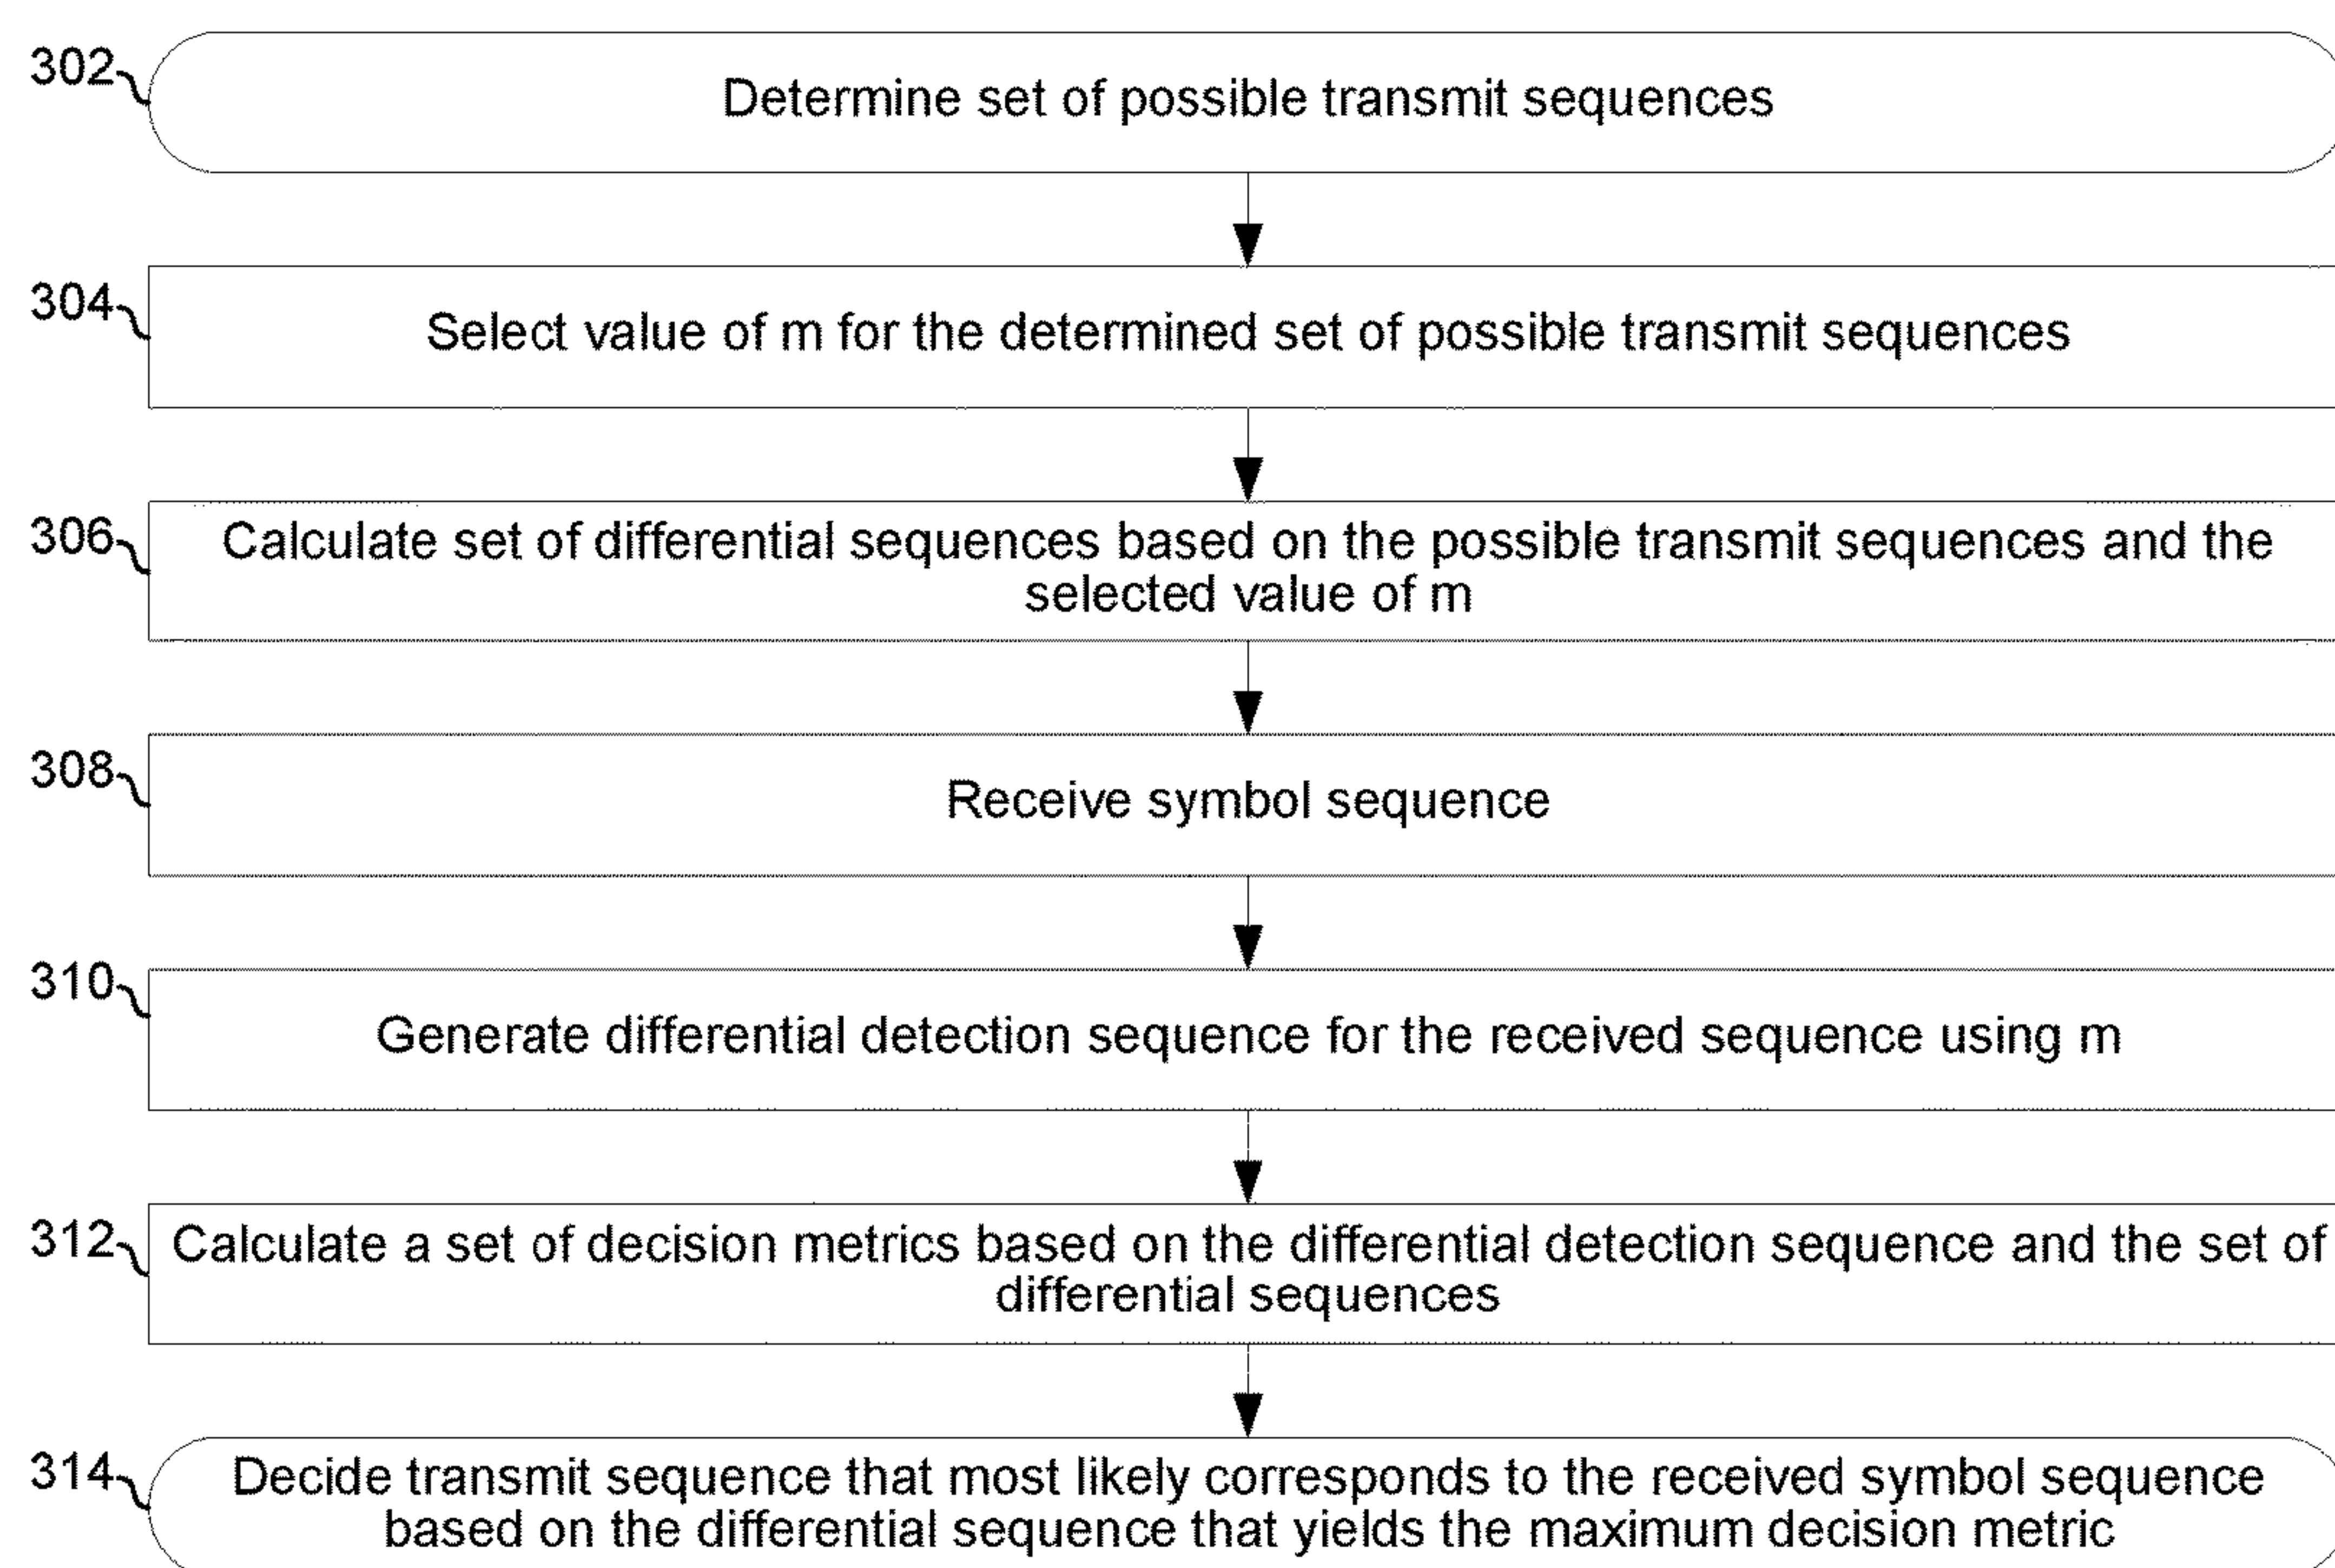 302
Determine set of possible transmit sequences
304
Select value of m for the determined set of possible transmit sequences
306
Calculate set of differential sequences based on the possible transmit sequences and the
selected value of m
308
Receive symbol sequence
310
Generate differential detection sequence for the received sequence using m
312
Calculate a set of decision metrics based on the differential detection sequence and the set of
differential sequences
314
Decide transmit sequence that most likely corresponds to the received symbol sequence
based on the differential sequence that yields the maximum decision metric